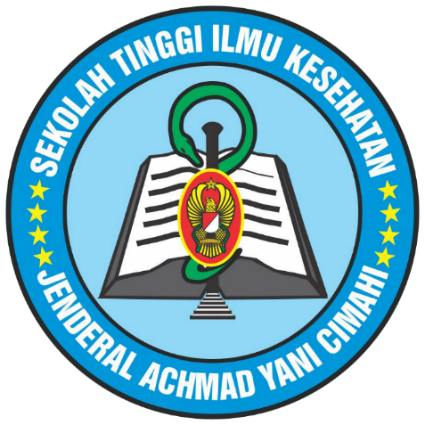 SEKOLAH TINGGI ILMU KESEHATAN
JENDERAL ACHMAD YANI CIMAHI